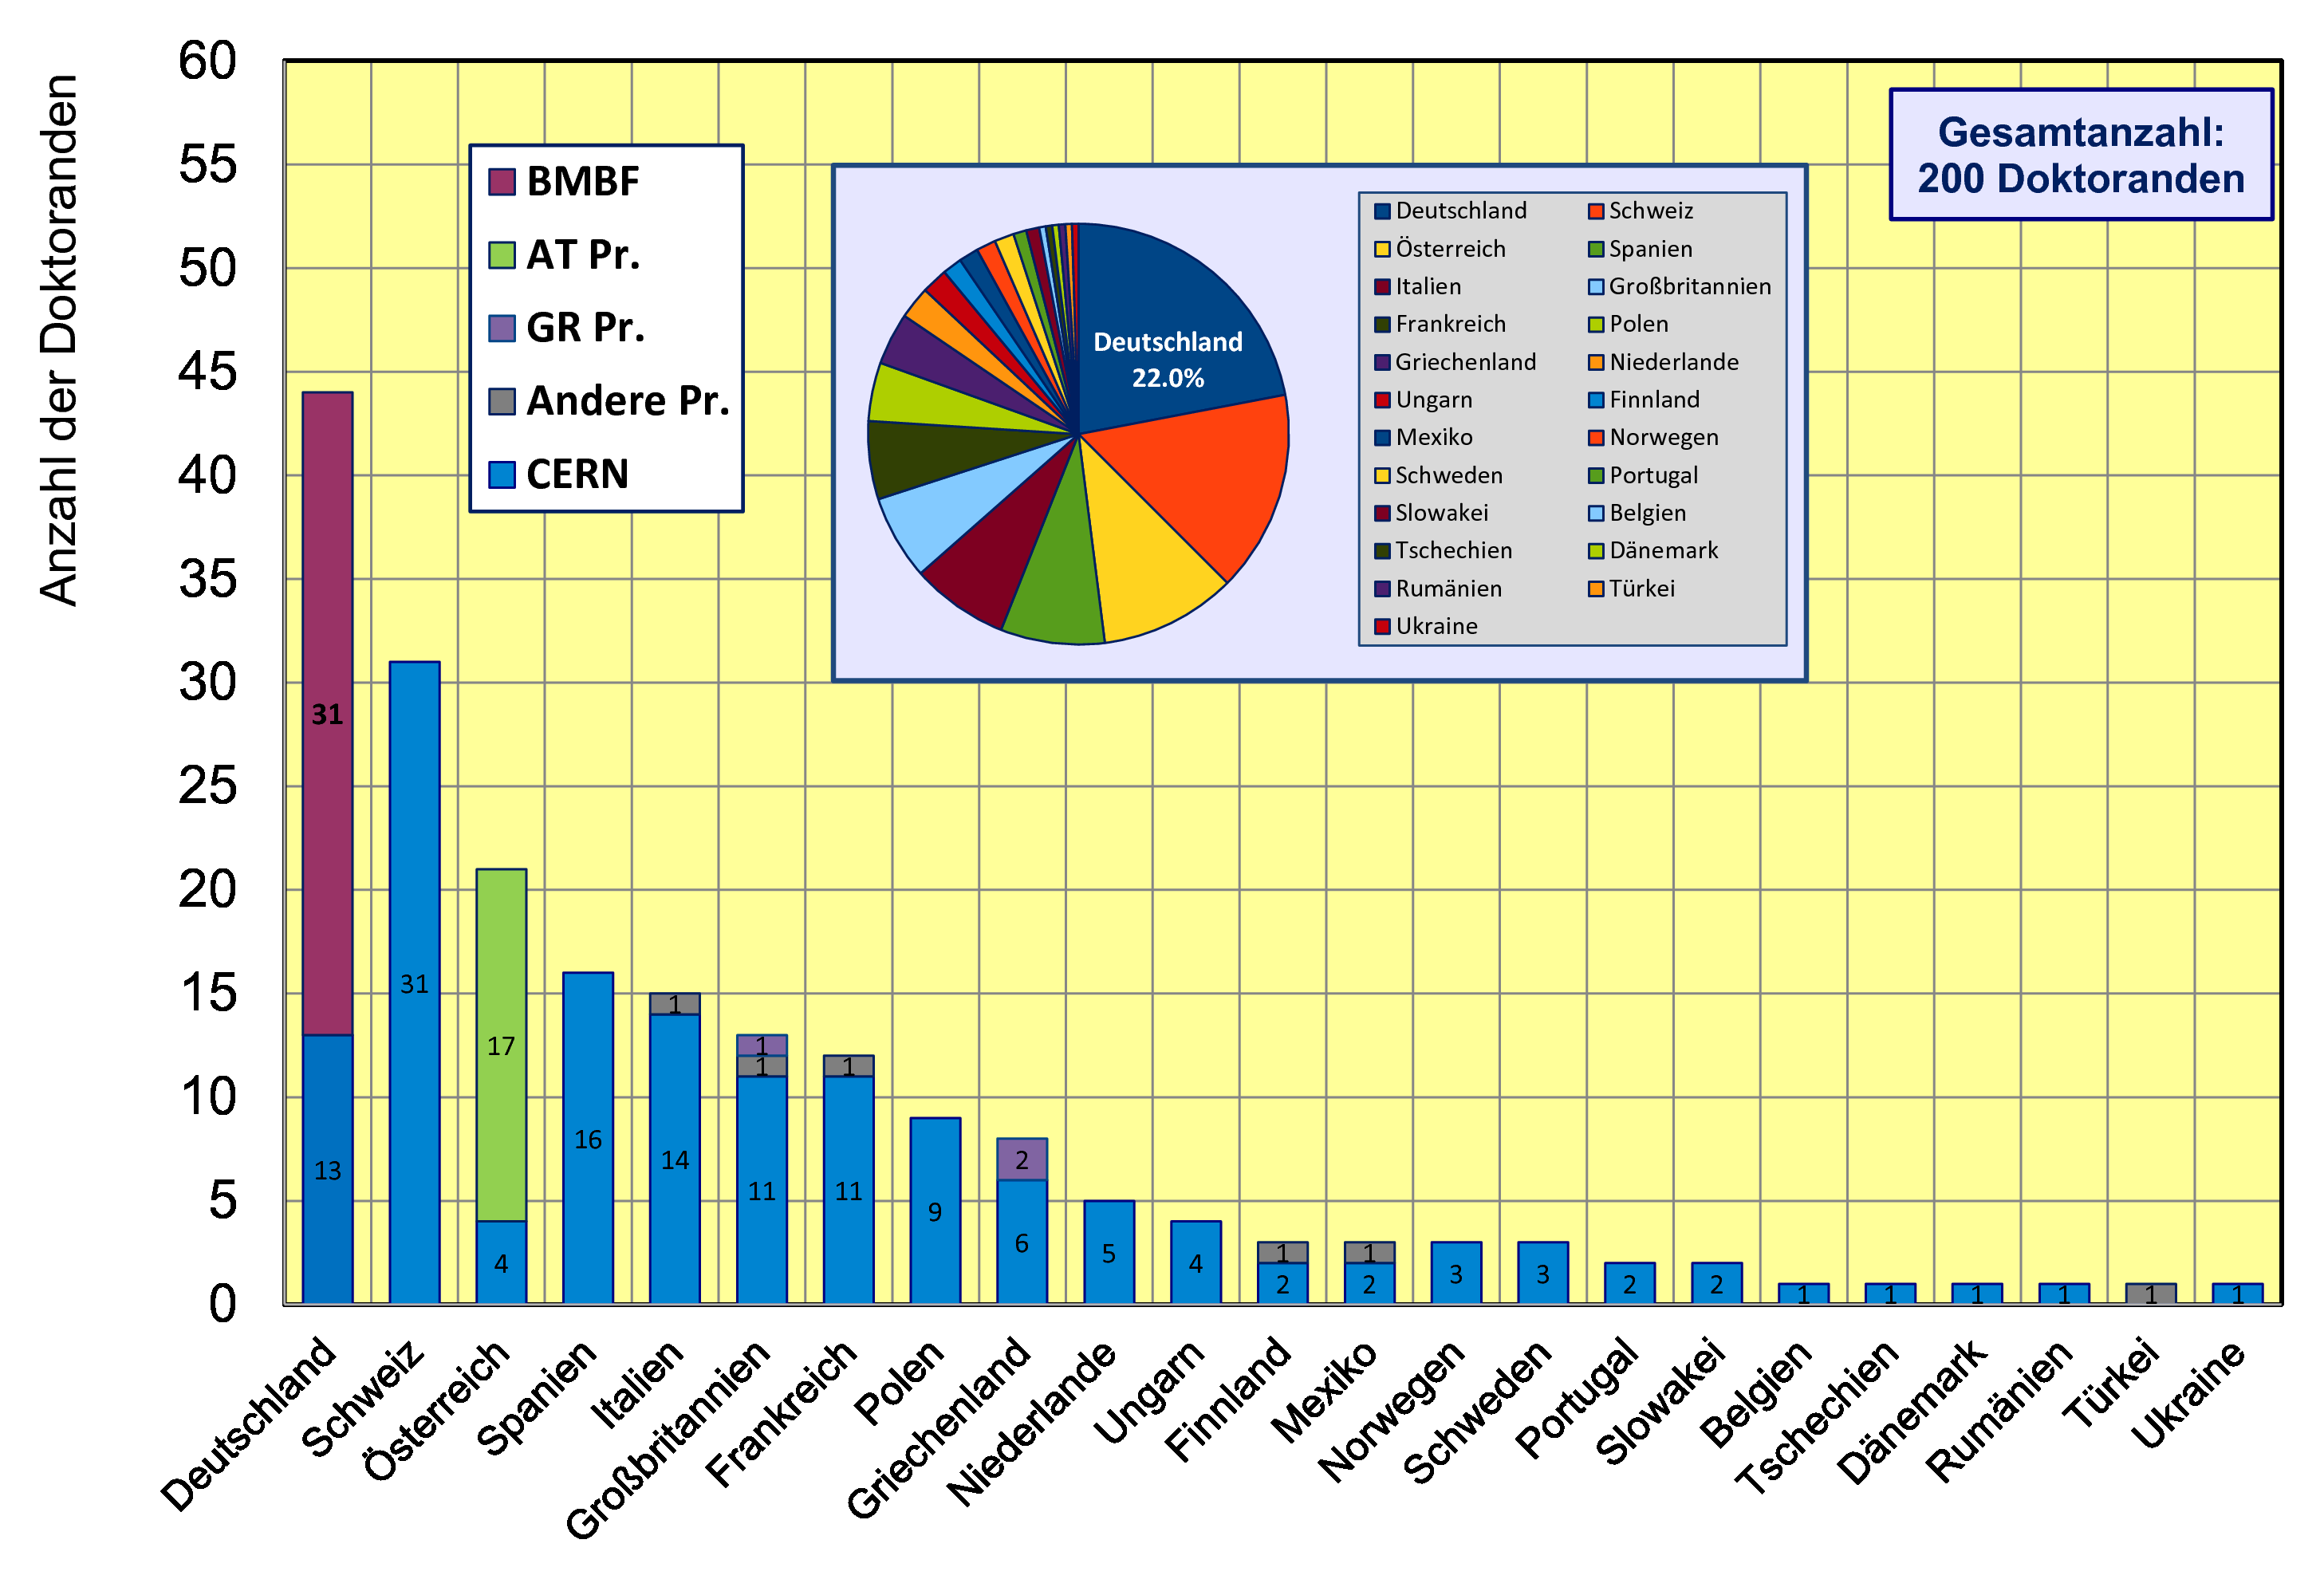 Anzahl der Doktoranden
60
55
50
45
40
35
30
25
20
15
10
5
0
BMBF
AT Pr.
GR Pr.
Andere Pr.
CERN
Deutschland
22.0%
Deutschland Schweiz
Österreich Spanien
Italien Großbritannien
Frankreich Polen
Griechenland Niederlande
Ungarn Finnland
Mexiko Norwegen
Schweden Portugal
Slowakei Belgien
Tschechien Dänemark
Rumänien Türkei
Ukraine
Gesamtanzahl:
200 Doktoranden
31
13
31
17
4
16
1
14
1
1
11
1
11
9
2
6
5
4
1
2
1
2
3
3
2
2
1
1
1
1
1
1
Deutschland
Schweiz
Österreich
Spanien
Italien
Großbritannien
Frankreich
Polen
Griechenland
Niederlande
Ungarn
Finnland
Mexiko
Norwegen
Schweden
Portugal
Slowakei
Belgien
Tschechien
Dänemark
Rumänien
Türkei
Ukraine